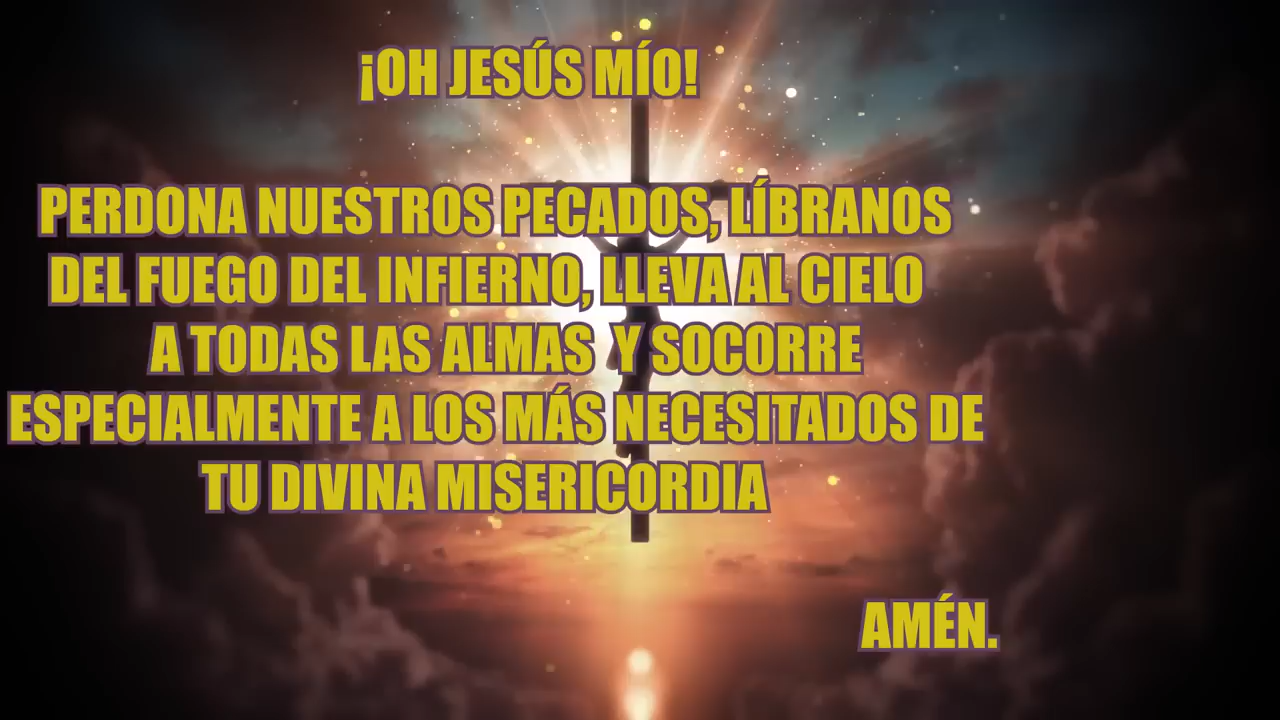 ¡OH JESÚS MÍO!
PERDONA NUESTROS PECADOS, LÍBRANOS
DEL FUEGO DEL INFIERNO, LLEVA AL CIELO
A TODAS LAS ALMAS Y SOCORRE
ESPECIALMENTE A LOS MÁS NECESITADOS DE
TU DIVINA MISERICORDIA
AMÉN.